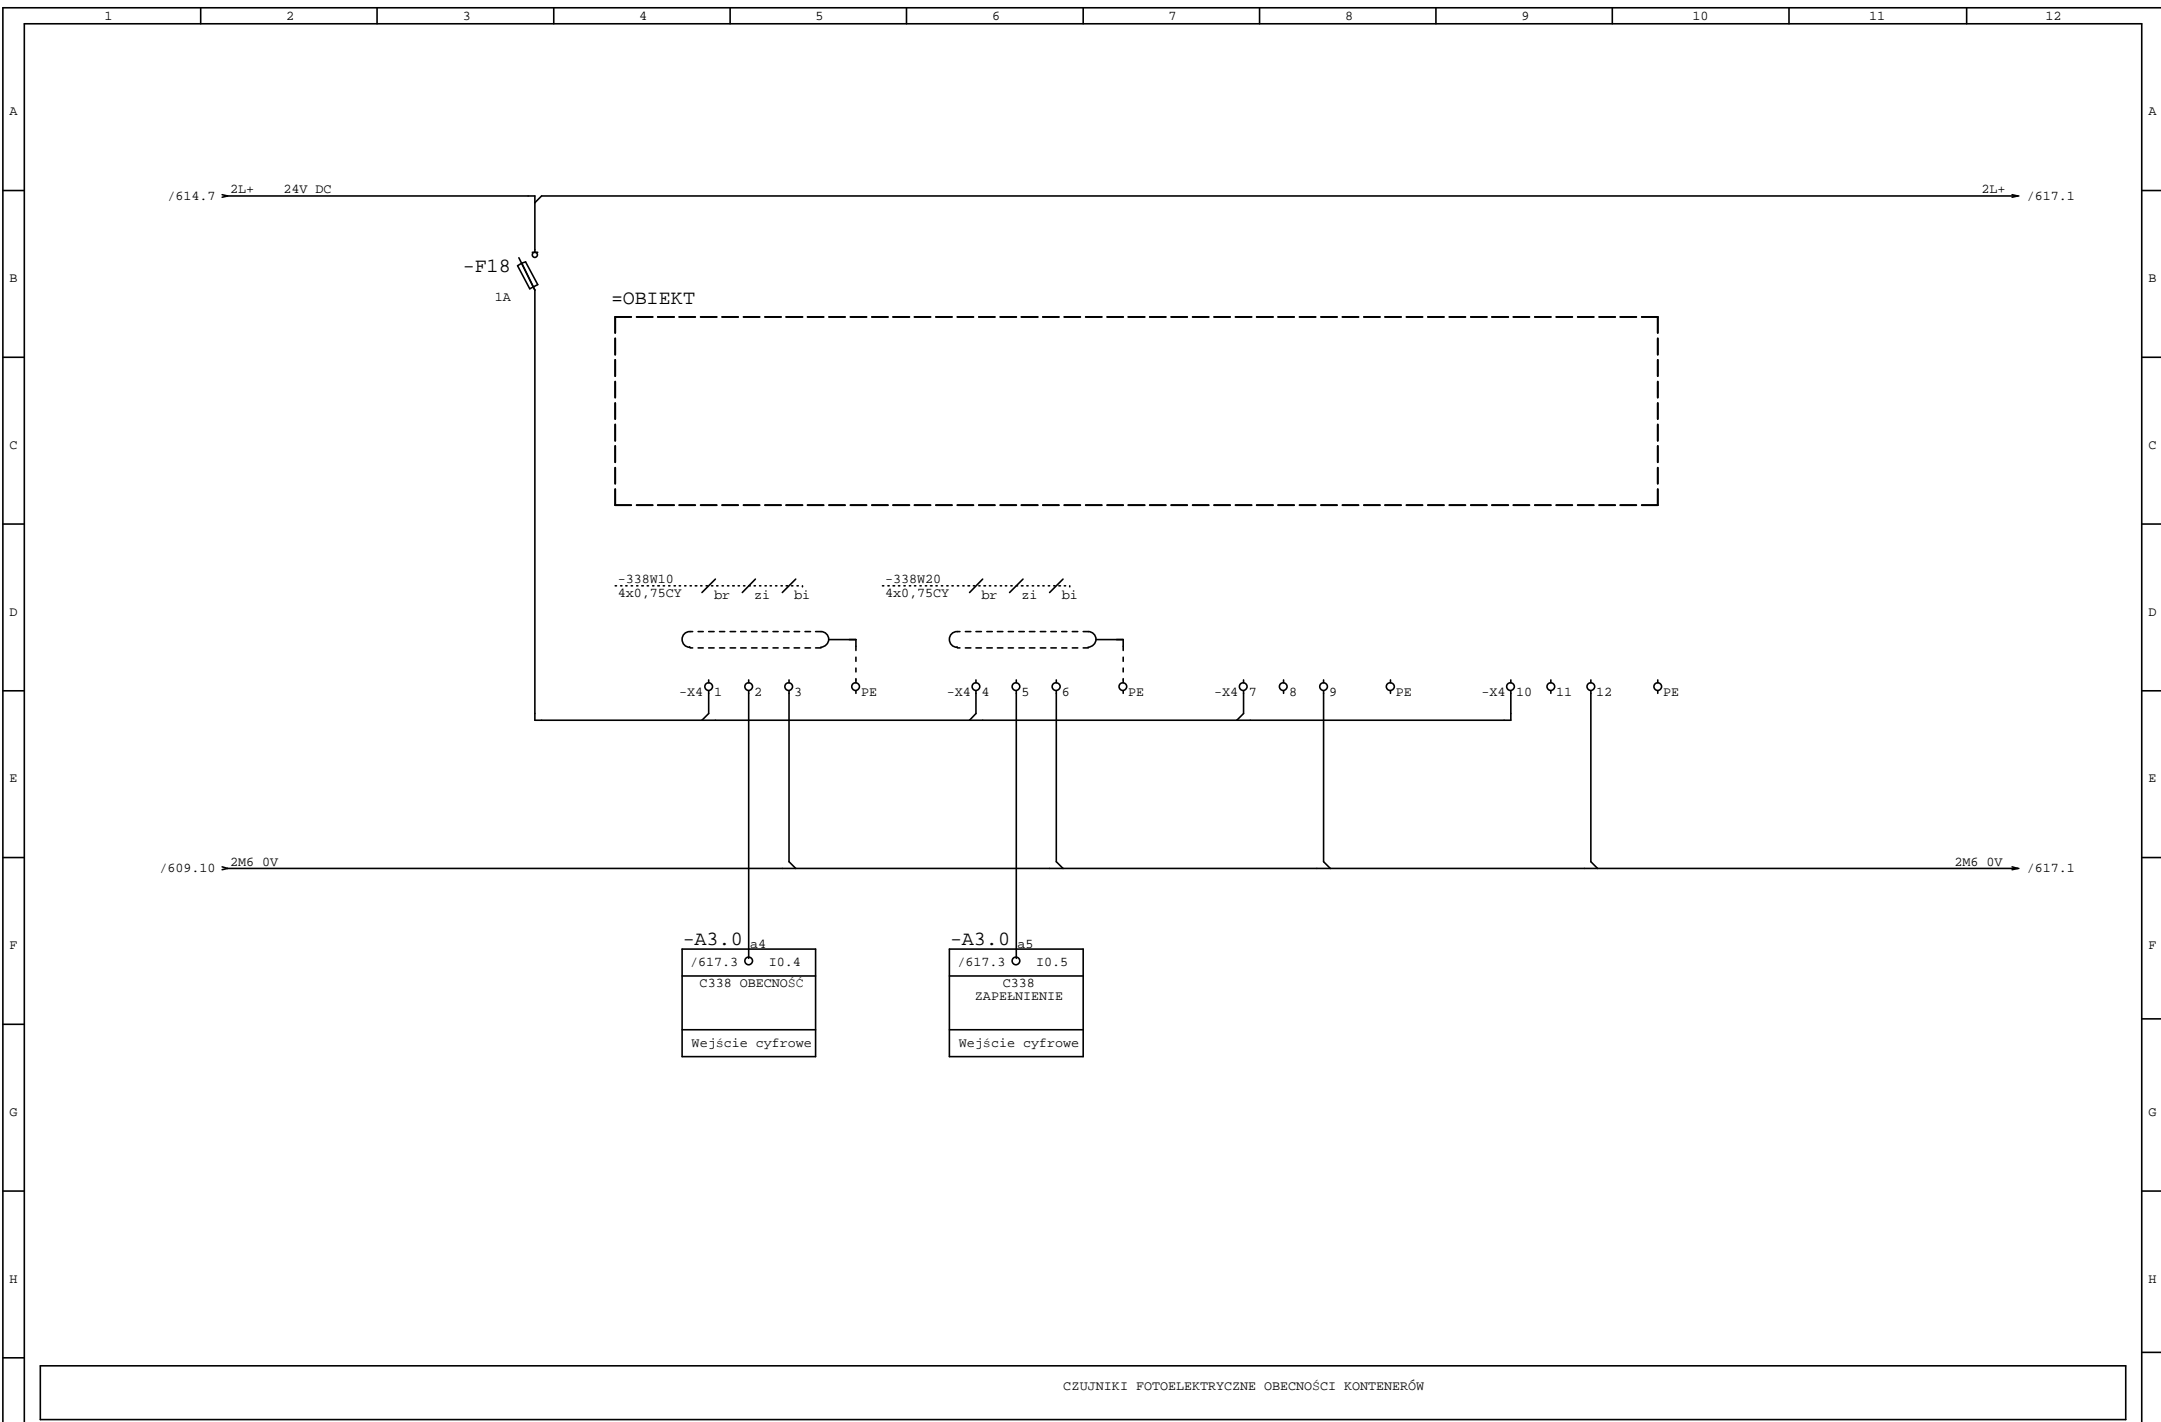 1 2 3 4 5 6 7 8 9 10 11 12
A A
/614.7 2L+ 24V DC 2L+ /617.1
-F18
B B
1A
=OBIEKT
C C
-338W10
4x0,75CY br zi bi
-338W20
4x0,75CY br zi bi
D D
-X4 1 2 3 PE -X4 4 5 6 PE -X4 7 8 9 PE -X4 10 11 12 PE
E E
/609.10 2M6 0V 2M6 0V /617.1
F F
-A3.0 a4
/617.3 I0.4
C338 OBECNOŚĆ
Wejście cyfrowe
-A3.0 a5
/617.3 I0.5
C338
ZAPEŁNIENIE
Wejście cyfrowe
G G
H H
CZUJNIKI FOTOELEKTRYCZNE OBECNOŚCI KONTENERÓW